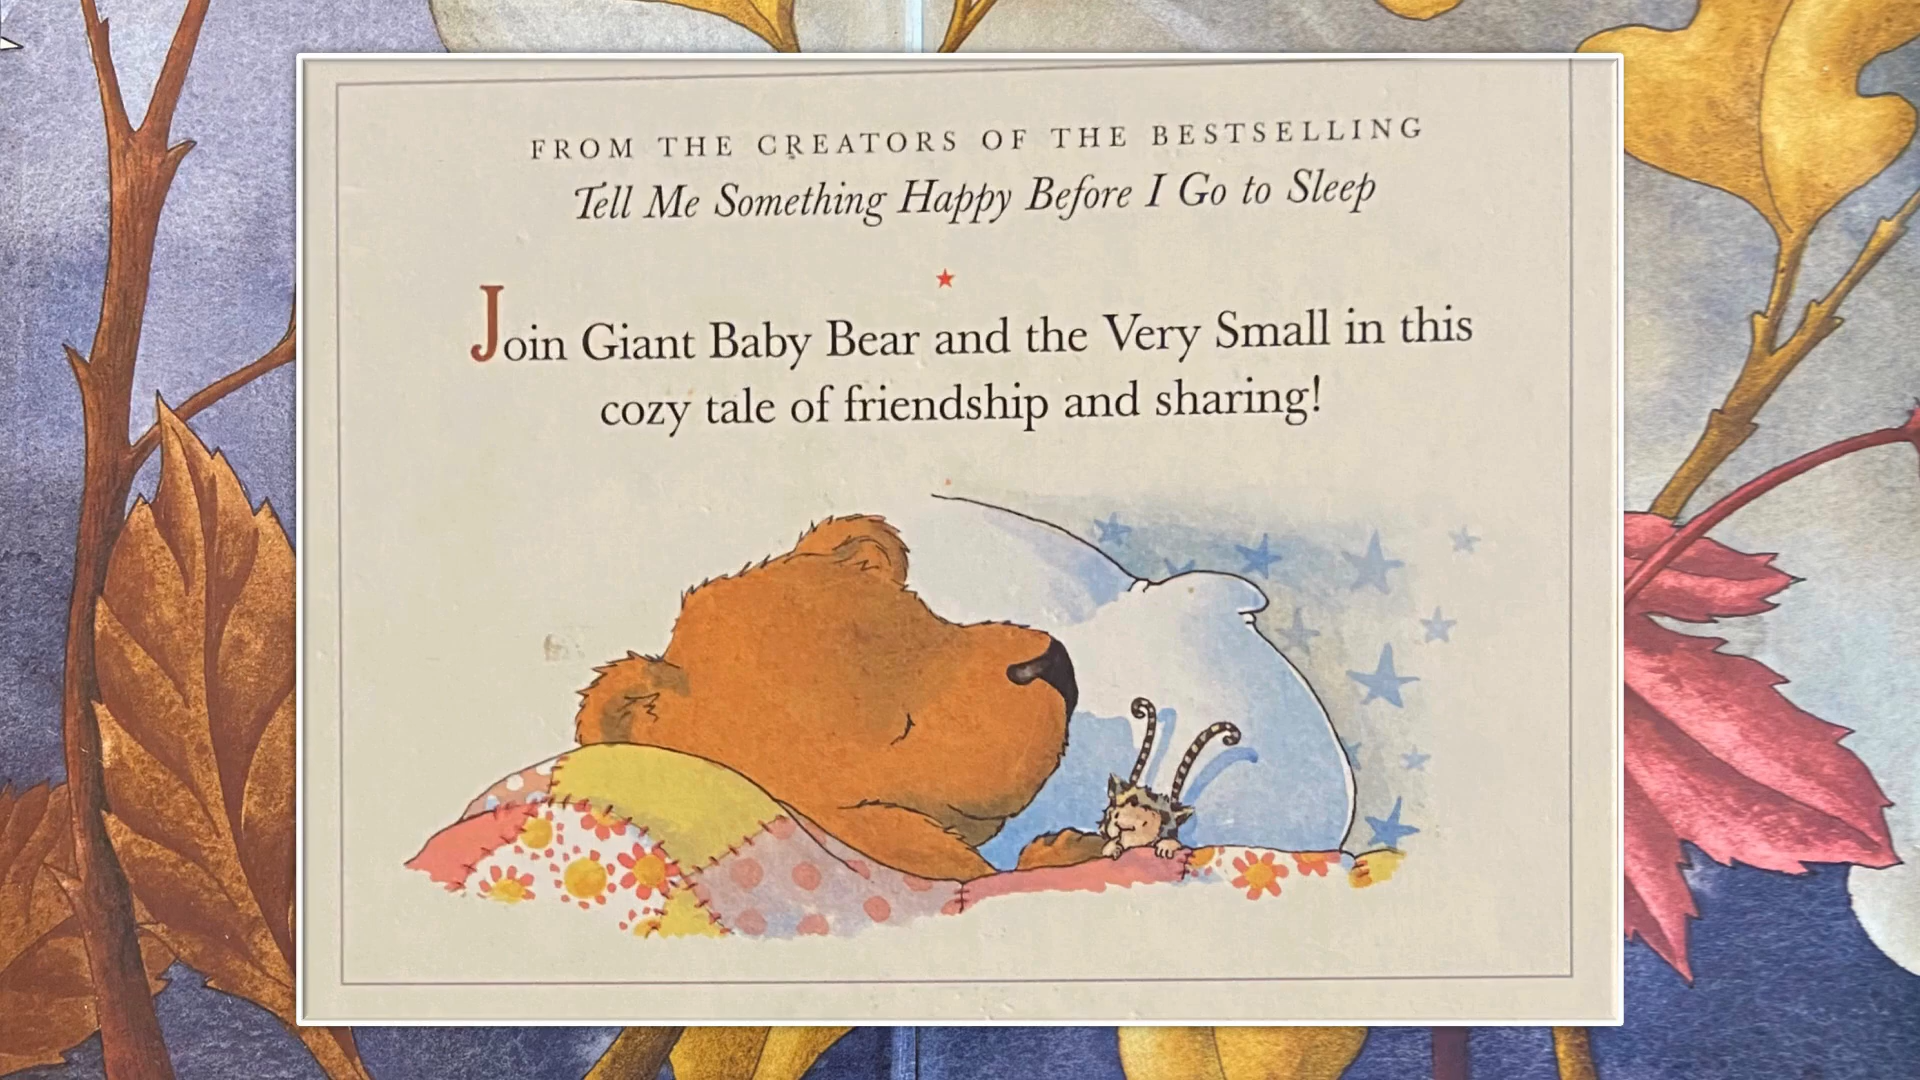 FROM THE CREATORS OF THE BESTSELLING
Tell Me Something Happy Before I Go to Sleep
Join Giant Baby Bear and the Very Small in this
cozy tale of friendship and sharing!